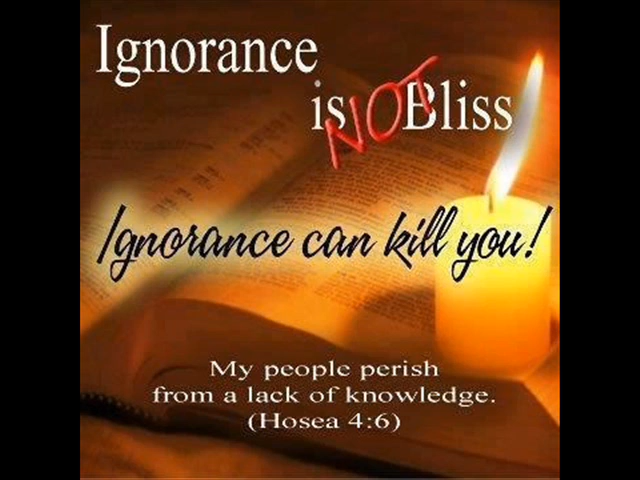 Ignorance
is NOT Bliss
Ignorance can kill you!
My people perish
from a lack of knowledge.
(Hosea 4:6)